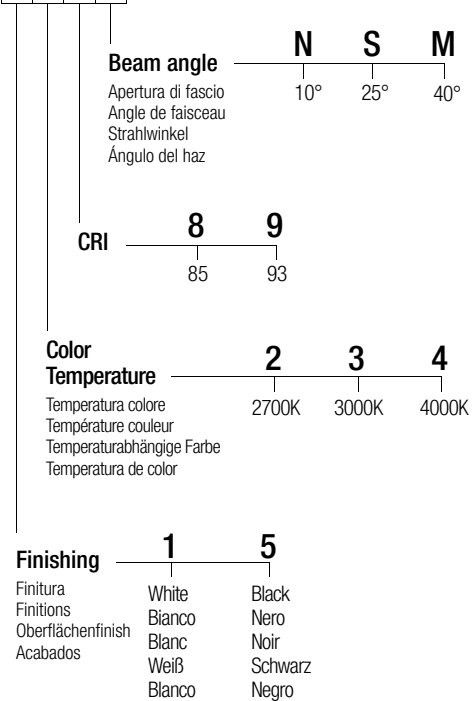 N S M
Beam angle
10° 25° 40°
Apertura di fascio
Angle de faisceau
Strahlwinkel
Ángulo del haz
8 9
CRI
85 93
Color
Temperature
2 3 4
2700K 3000K 4000K
Temperatura colore
Température couleur
Temperaturabhängige Farbe
Temperatura de color
1 5
Finishing
Finitura
Finitions
Oberflächenfinish
Acabados
White
Bianco
Blanc
Weiß
Blanco
Black
Nero
Noir
Schwarz
Negro